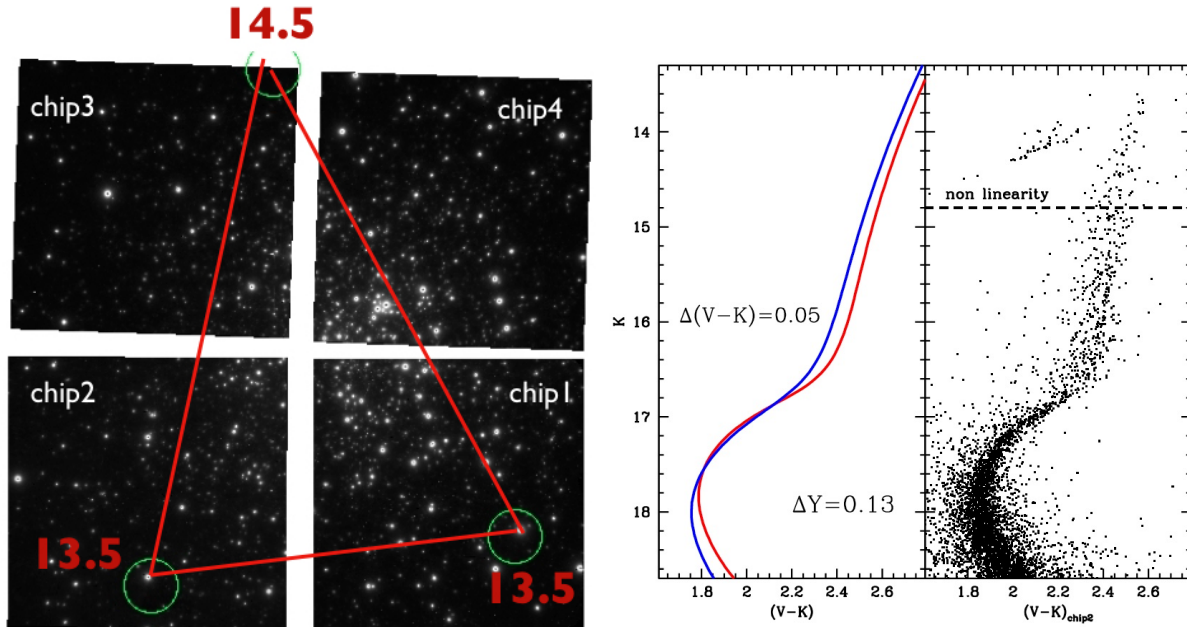 14.5
chip3
chip4
chip2
chip1
13.5
13.5
K
14
15
16
17
18
Δ(V−K)=0.05
ΔY=0.13
non linearity
1.8
2
2.2
2.4
2.6
(V−K)
1.8
2
2.2
2.4
2.6
(V−K)chip2